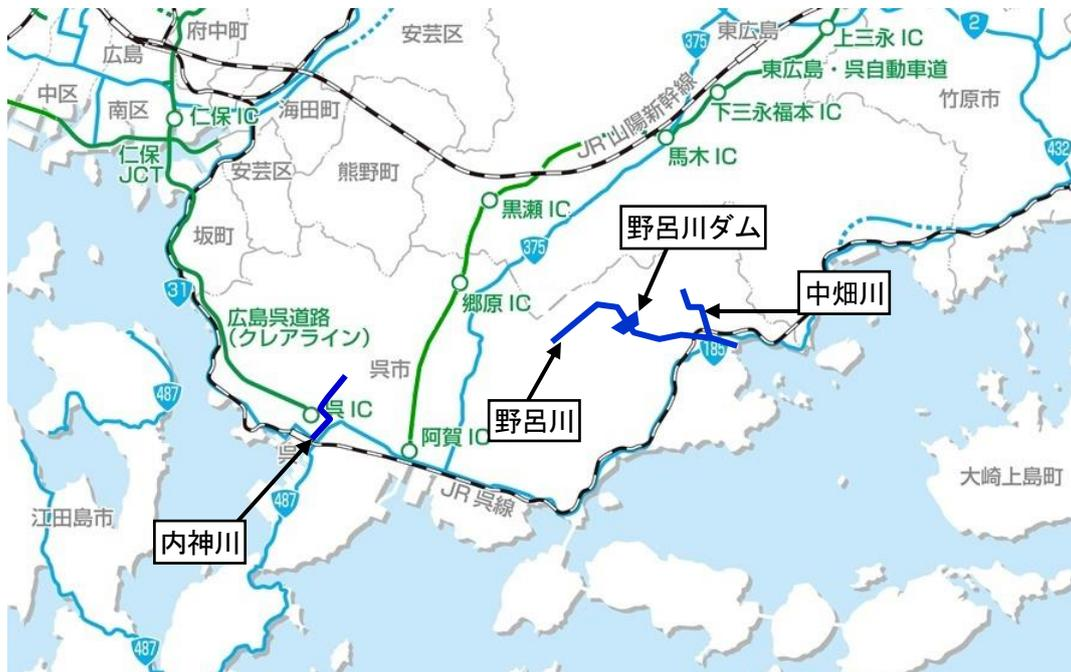 府中町
安芸区
広島
東広島
375
2
上三永 IC
東広島・呉自動車道
中区
南区
仁保 IC
海田町
JR 山陽新幹線
下三永福本 IC
竹原市
仁保
JCT
安芸区
熊野町
馬木 IC
432
黒瀬 IC
坂町
375
野呂川ダム
31
郷原 IC
中畑川
広島呉道路
(クレアライン)
185
呉市
487
呉 IC
野呂川
阿賀 IC
呉
大崎上島町
487
JR 呉線
江田島市
内神川
487